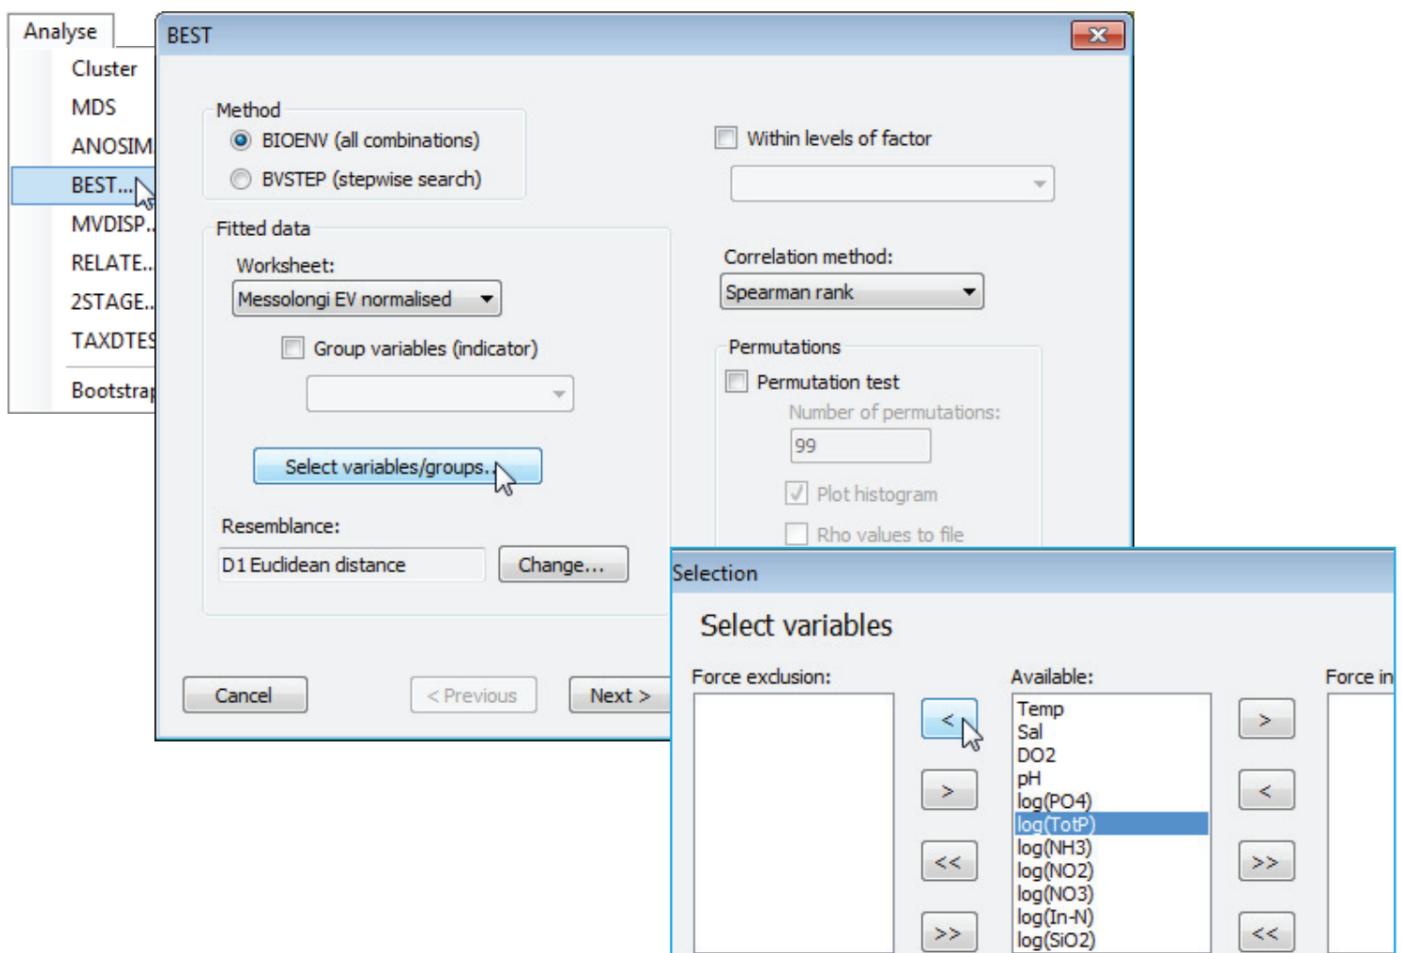 Analyse
Cluster
MDS
ANOSIM
BEST...
MVDISP..
RELATE..
2STAGE..
TAXDTES
Bootstrap
BEST
Method
BIOENV (all combinations)
BVSTEP (stepwise search)
Fitted data
Worksheet:
Messolongi EV normalised
Group variables (indicator)
Select variables/groups..
Resemblance:
D1 Euclidean distance
Change...
Cancel
< Previous
Next >
Within levels of factor
Correlation method:
Spearman rank
Permutations
Permutation test
Number of permutations:
99
Plot histogram
Rho values to file
Selection
Select variables
Force exclusion:
Available:
Force in
<
>
<<
>>
Temp
Sal
DO2
pH
log(PO4)
log(TotP)
log(NH3)
log(NO2)
log(NO3)
log(In-N)
log(SiO2)
>
<
>>
<<